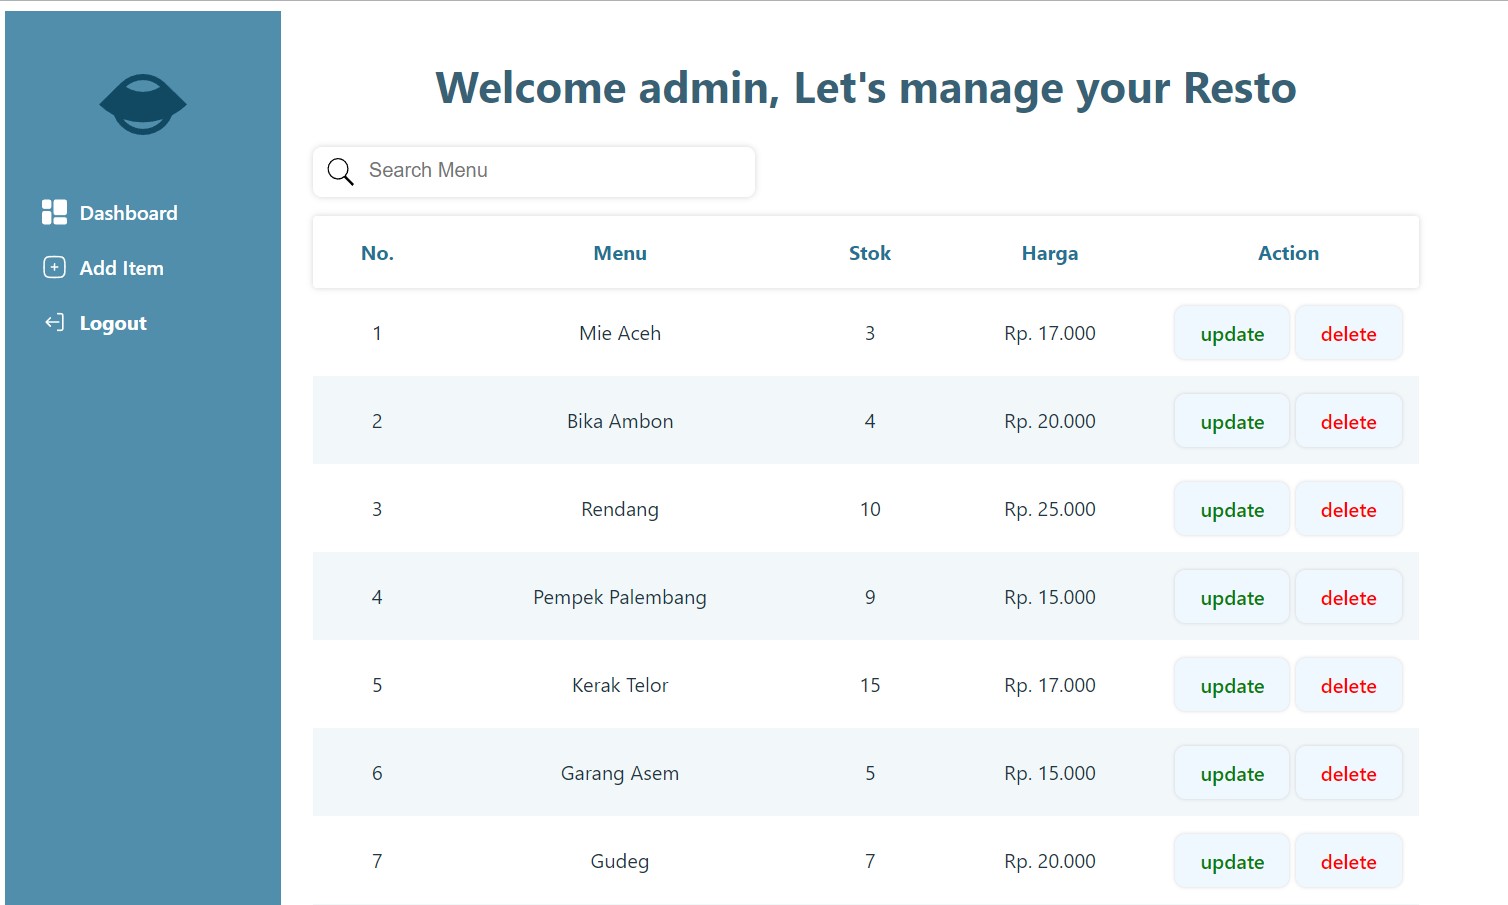 Welcome admin, Let's manage your Resto
Search Menu
Dashboard
Add Item
Logout
No. Menu Stok Harga Action
1 Mie Aceh 3 Rp. 17.000 update delete
2 Bika Ambon 4 Rp. 20.000 update delete
3 Rendang 10 Rp. 25.000 update delete
4 Pempek Palembang 9 Rp. 15.000 update delete
5 Kerak Telor 15 Rp. 17.000 update delete
6 Garang Asem 5 Rp. 15.000 update delete
7 Gudeg 7 Rp. 20.000 update delete